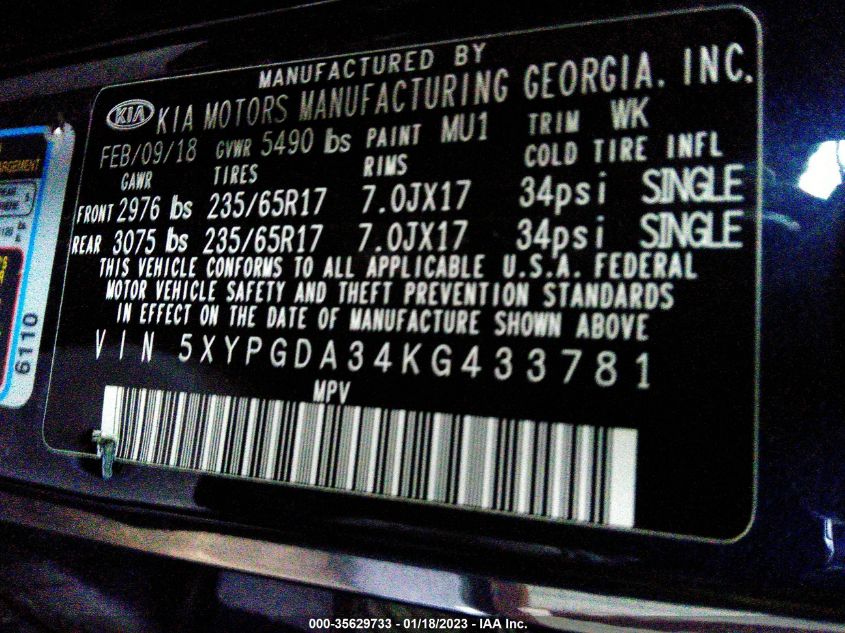 MANUFACTURED BY
KIA KIA MOTORS MANUFACTURING GEORGIA, INC.
FEB/09/18 GVWR 5490 lbs PAINT MU1 TRIM WK
GAWR TIRES RIMS COLD TIRE INFL
FRONT 2976 lbs 235/65R17 7.0JX17 34psi SINGLE
REAR 3075 lbs 235/65R17 7.0JX17 34psi SINGLE
THIS VEHICLE CONFORMS TO ALL APPLICABLE U.S.A. FEDERAL
MOTOR VEHICLE SAFETY AND THEFT PREVENTION STANDARDS
IN EFFECT ON THE DATE OF MANUFACTURE SHOWN ABOVE
VIN 5XYPGDA34KG433781
MPV
6110
000-35629733 - 01/18/2023 - IAA Inc.